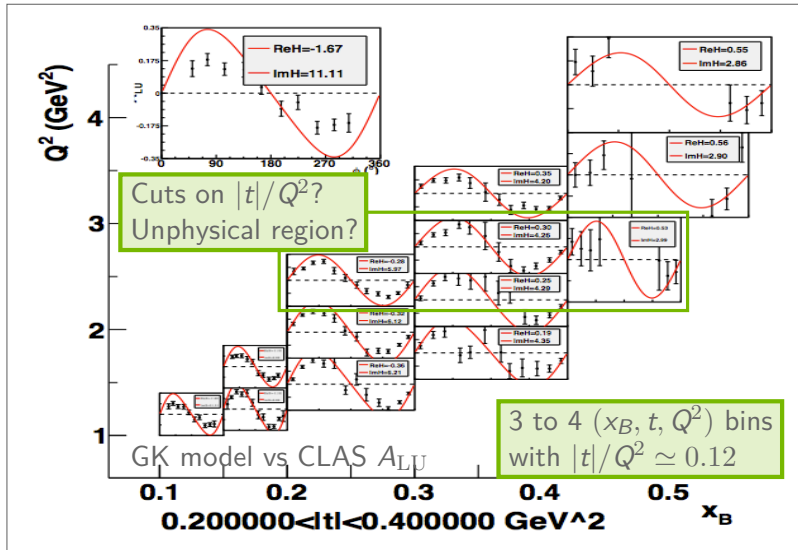 0.35
0.175
0
-0.175
-0.35
0 90 180 270 360
ReH=-1.67
ImH=11.11
ReH=0.55
ImH=2.86
Q² (GeV²)
4
3
2
1
ReH=0.56
ImH=2.90
Cuts on |t|/Q²?
Unphysical region?
ReH=0.35
ImH=4.20
ReH=0.30
ImH=4.25
ReH=0.53
ReH=-0.28
ImH=5.97
ReH=0.25
ImH=4.29
ReH=-0.32
ImH=6.12
ReH=0.19
ImH=4.35
ReH=-0.36
ImH=6.21
3 to 4 (x_B, t, Q²) bins
with |t|/Q² ≃ 0.12
GK model vs CLAS A_LU
0.1 0.2 0.3 0.4 0.5
x_B
0.200000<|t|<0.400000 GeV^2